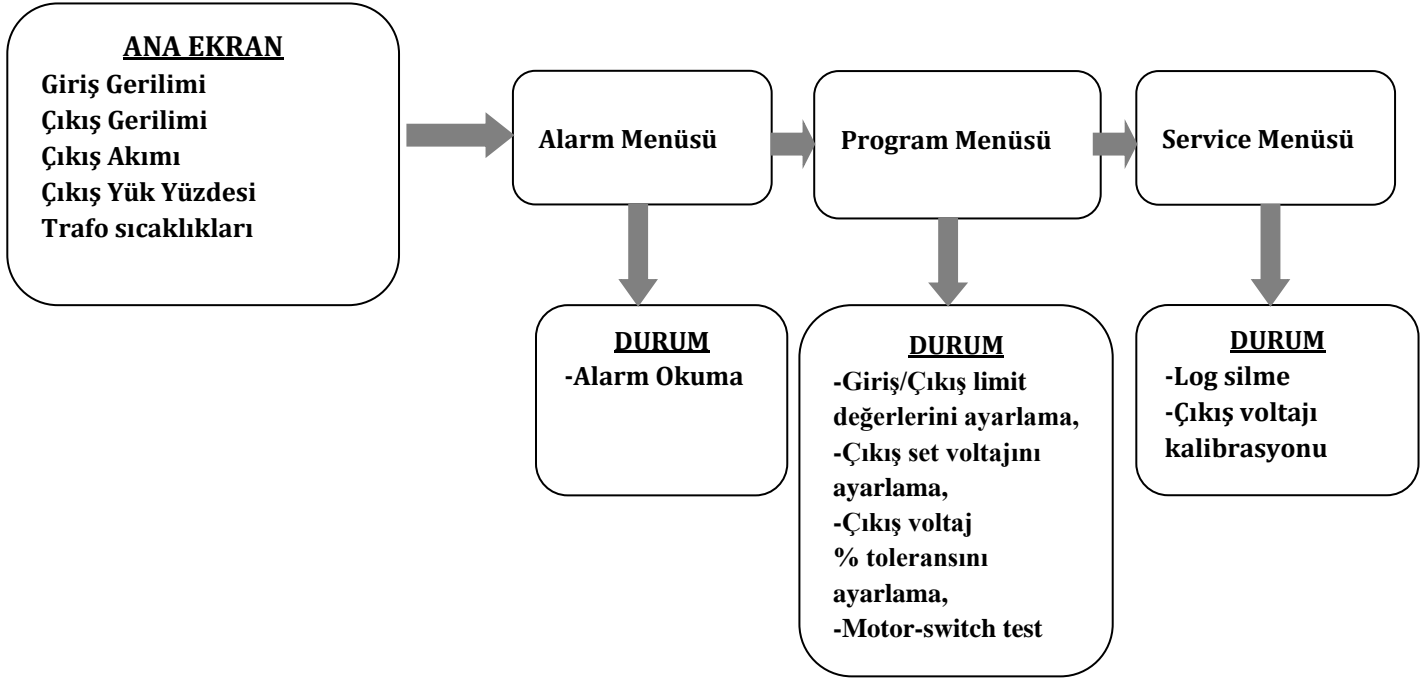 ANA EKRAN
Giriş Gerilimi
Çıkış Gerilimi
Çıkış Akımı
Çıkış Yük Yüzdesi
Trafo sıcaklıkları
Alarm Menüsü
Program Menüsü
Service Menüsü
DURUM
-Alarm Okuma
DURUM
-Giriş/Çıkış limit
değerlerini ayarlama,
-Çıkış set voltajını
ayarlama,
-Çıkış voltaj
% toleransını
ayarlama,
-Motor-switch test
DURUM
-Log silme
-Çıkış voltajı
kalibrasyonu